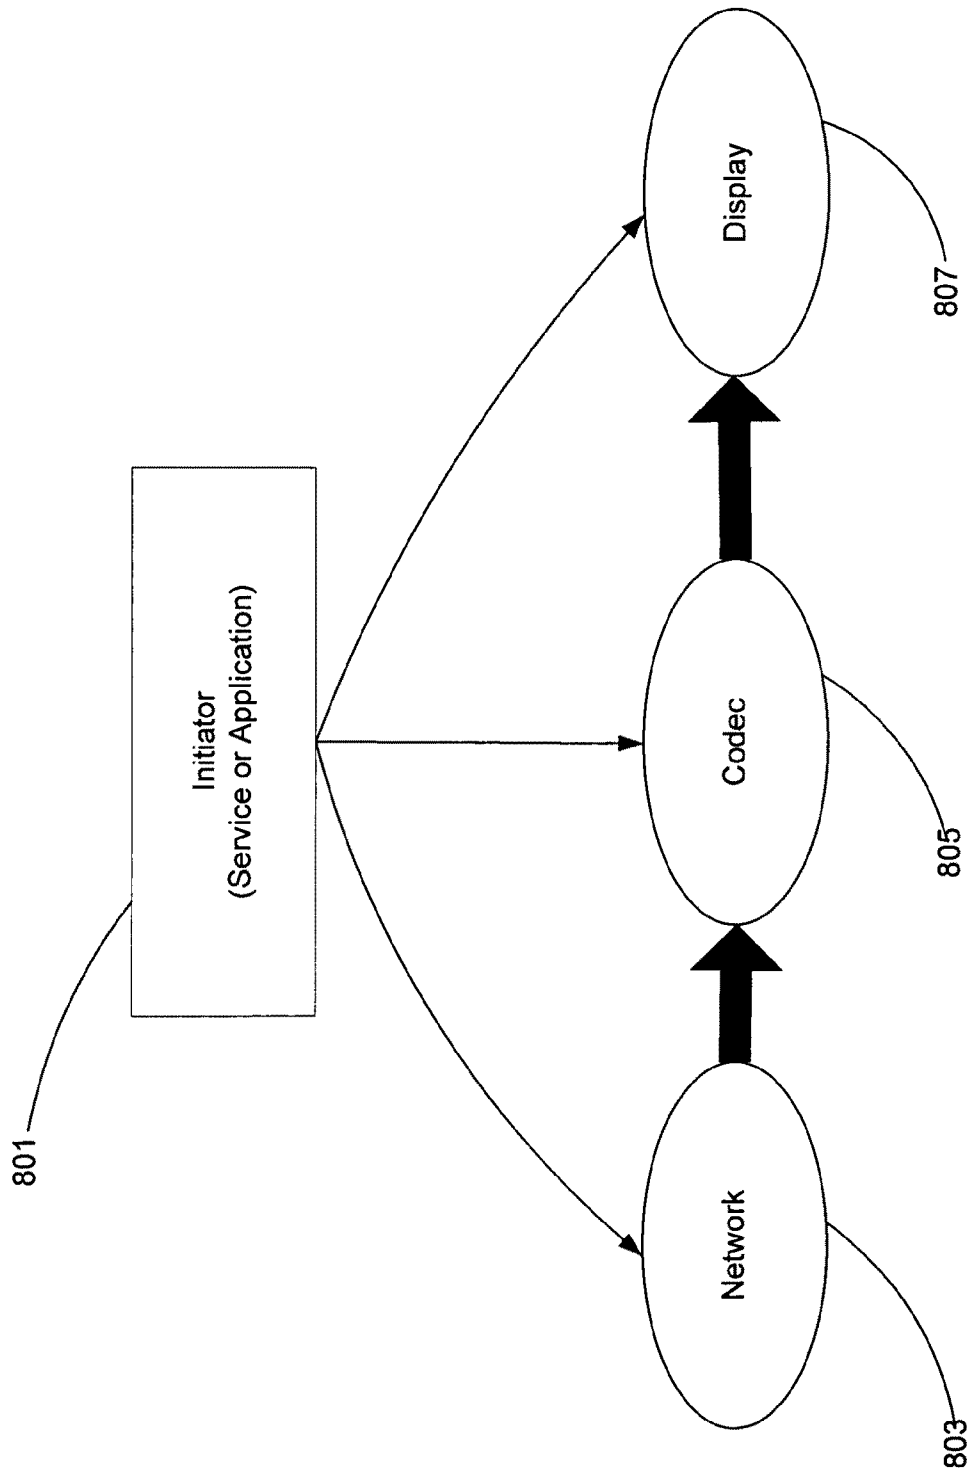 801
Initiator
(Service or Application)
Network
Codec
Display
803
805
807